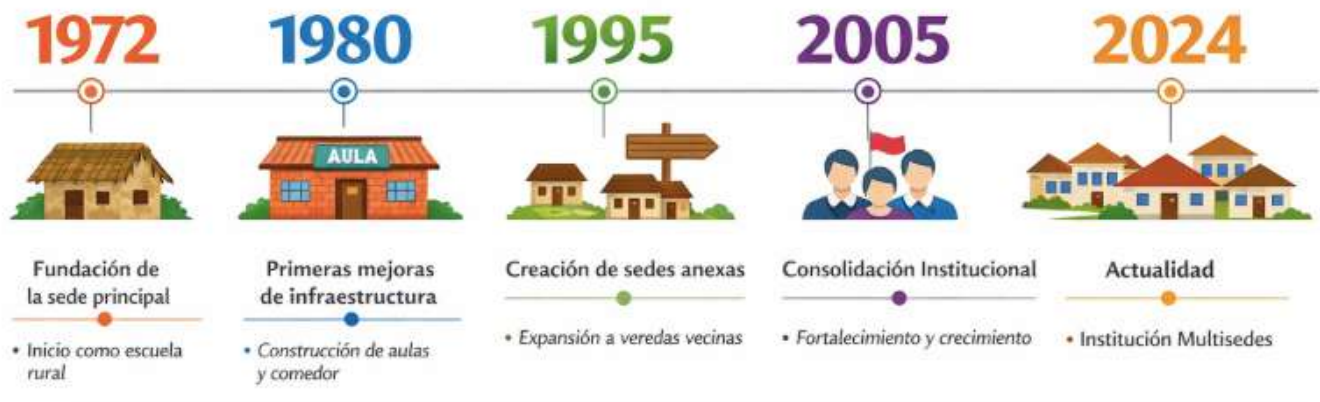 1972
1980
1995
2005
2024
AULA
Fundación de
la sede principal
• Inicio como escuela
rural
Primeras mejoras
de infraestructura
• Construcción de aulas
y comedor
Creación de sedes anexas
• Expansión a veredas vecinas
Consolidación Institucional
• Fortalecimiento y crecimiento
Actualidad
• Institución Multisedes